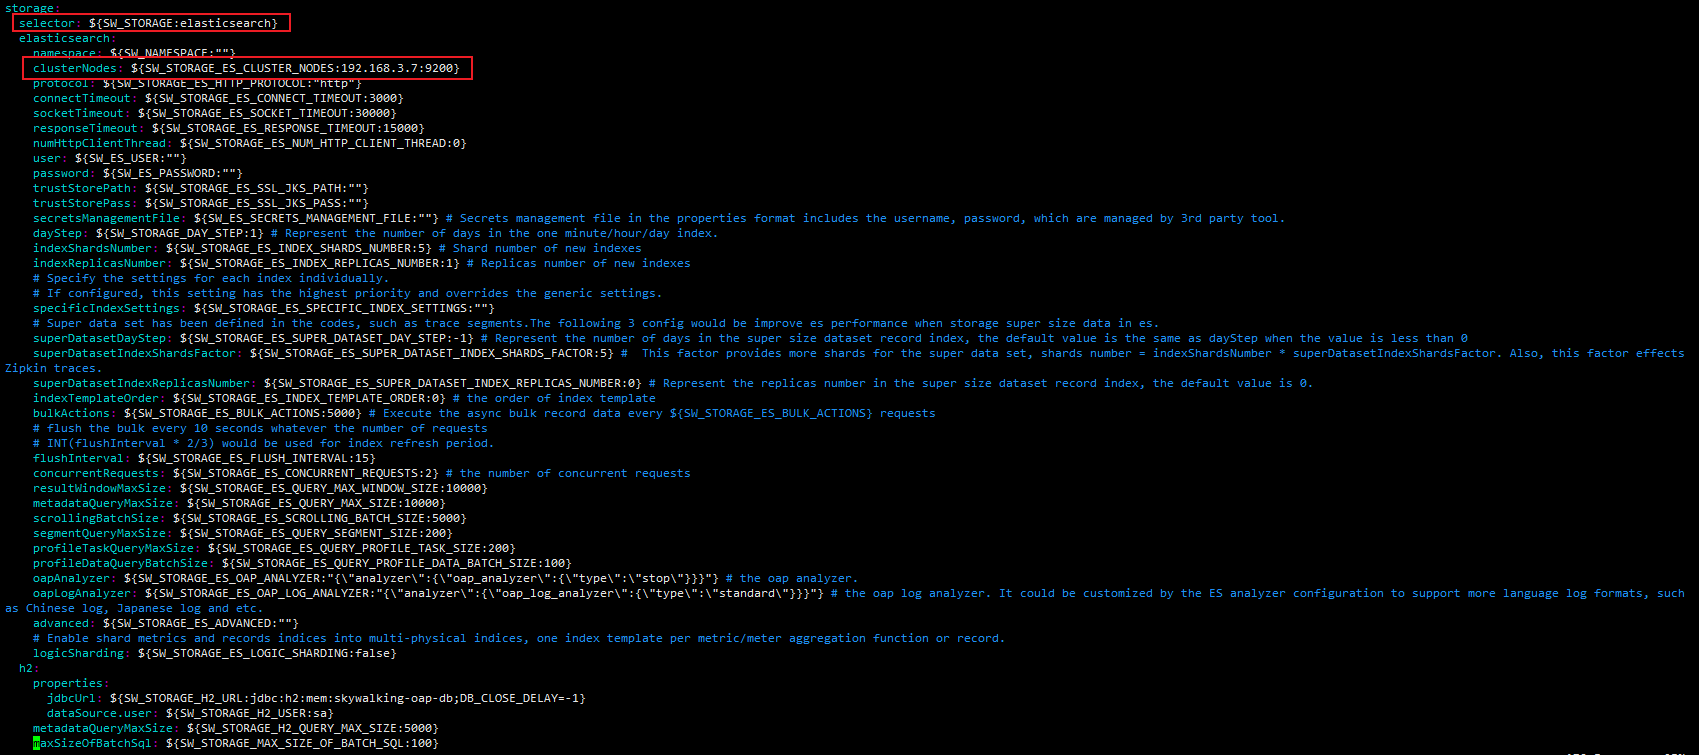 storage:
selector: ${SW_STORAGE:elasticsearch}
elasticsearch:
namespace: ${SW_NAMESPACE:""}
clusterNodes: ${SW_STORAGE_ES_CLUSTER_NODES:192.168.3.7:9200}
protocol: ${SW_STORAGE_ES_HTTP_PROTOCOL:"http"}
connectTimeout: ${SW_STORAGE_ES_CONNECT_TIMEOUT:3000}
socketTimeout: ${SW_STORAGE_ES_SOCKET_TIMEOUT:30000}
responseTimeout: ${SW_STORAGE_ES_RESPONSE_TIMEOUT:15000}
numHttpClientThread: ${SW_STORAGE_ES_NUM_HTTP_CLIENT_THREAD:0}
user: ${SW_ES_USER:""}
password: ${SW_ES_PASSWORD:""}
trustStorePath: ${SW_STORAGE_ES_SSL_JKS_PATH:""}
trustStorePass: ${SW_STORAGE_ES_SSL_JKS_PASS:""}
secretsManagementFile: ${SW_ES_SECRETS_MANAGEMENT_FILE:""} # Secrets management file in the properties format includes the username, password, which are managed by 3rd party tool.
dayStep: ${SW_STORAGE_DAY_STEP:1} # Represent the number of days in the one minute/hour/day index.
indexShardsNumber: ${SW_STORAGE_ES_INDEX_SHARDS_NUMBER:5} # Shard number of new indexes
indexReplicasNumber: ${SW_STORAGE_ES_INDEX_REPLICAS_NUMBER:1} # Replicas number of new indexes
# Specify the settings for each index individually.
# If configured, this setting has the highest priority and overrides the generic settings.
specificIndexSettings: ${SW_STORAGE_ES_SPECIFIC_INDEX_SETTINGS:""}
# Super data set has been defined in the codes, such as trace segments.The following 3 config would be improve es performance when storage super size data in es.
superDatasetDayStep: ${SW_STORAGE_ES_SUPER_DATASET_DAY_STEP:-1} # Represent the number of days in the super size dataset record index, the default value is the same as dayStep when the value is less than 0
superDatasetIndexShardsFactor: ${SW_STORAGE_ES_SUPER_DATASET_INDEX_SHARDS_FACTOR:5} #  This factor provides more shards for the super data set, shards number = indexShardsNumber * superDatasetIndexShardsFactor. Also, this factor effects
Zipkin traces.
superDatasetIndexReplicasNumber: ${SW_STORAGE_ES_SUPER_DATASET_INDEX_REPLICAS_NUMBER:0} # Represent the replicas number in the super size dataset record index, the default value is 0.
indexTemplateOrder: ${SW_STORAGE_ES_INDEX_TEMPLATE_ORDER:0} # the order of index template
bulkActions: ${SW_STORAGE_ES_BULK_ACTIONS:5000} # Execute the async bulk record data every ${SW_STORAGE_ES_BULK_ACTIONS} requests
# flush the bulk every 10 seconds whatever the number of requests
# INT(flushInterval * 2/3) would be used for index refresh period.
flushInterval: ${SW_STORAGE_ES_FLUSH_INTERVAL:15}
concurrentRequests: ${SW_STORAGE_ES_CONCURRENT_REQUESTS:2} # the number of concurrent requests
resultWindowMaxSize: ${SW_STORAGE_ES_QUERY_MAX_WINDOW_SIZE:10000}
metadataQueryMaxSize: ${SW_STORAGE_ES_QUERY_MAX_SIZE:10000}
scrollingBatchSize: ${SW_STORAGE_ES_SCROLLING_BATCH_SIZE:5000}
segmentQueryMaxSize: ${SW_STORAGE_ES_QUERY_SEGMENT_SIZE:200}
profileTaskQueryMaxSize: ${SW_STORAGE_ES_QUERY_PROFILE_TASK_SIZE:200}
profileDataQueryBatchSize: ${SW_STORAGE_ES_QUERY_PROFILE_DATA_BATCH_SIZE:100}
oapAnalyzer: ${SW_STORAGE_ES_OAP_ANALYZER:"{\"analyzer\":{\"oap_analyzer\":{\"type\":\"stop\"}}}"} # the oap analyzer.
oapLogAnalyzer: ${SW_STORAGE_ES_OAP_LOG_ANALYZER:"{\"analyzer\":{\"oap_log_analyzer\":{\"type\":\"standard\"}}}"} # the oap log analyzer. It could be customized by the ES analyzer configuration to support more language log formats, such
as Chinese log, Japanese log and etc.
advanced: ${SW_STORAGE_ES_ADVANCED:""}
# Enable shard metrics and records indices into multi-physical indices, one index template per metric/meter aggregation function or record.
logicSharding: ${SW_STORAGE_ES_LOGIC_SHARDING:false}
h2:
properties:
jdbcUrl: ${SW_STORAGE_H2_URL:jdbc:h2:mem:skywalking-oap-db;DB_CLOSE_DELAY=-1}
dataSource.user: ${SW_STORAGE_H2_USER:sa}
metadataQueryMaxSize: ${SW_STORAGE_H2_QUERY_MAX_SIZE:5000}
maxSizeOfBatchSql: ${SW_STORAGE_MAX_SIZE_OF_BATCH_SQL:100}